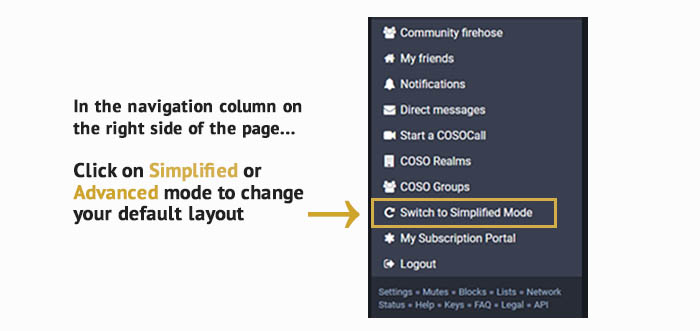 In the navigation column on
the right side of the page...
Click on Simplified or
Advanced mode to change
your default layout
Community firehose
My friends
Notifications
Direct messages
Start a COSOCall
COSO Realms
COSO Groups
Switch to Simplified Mode
My Subscription Portal
Logout
Settings • Mutes • Blocks • Lists • Network
Status • Help • Keys • FAQ • Legal • API